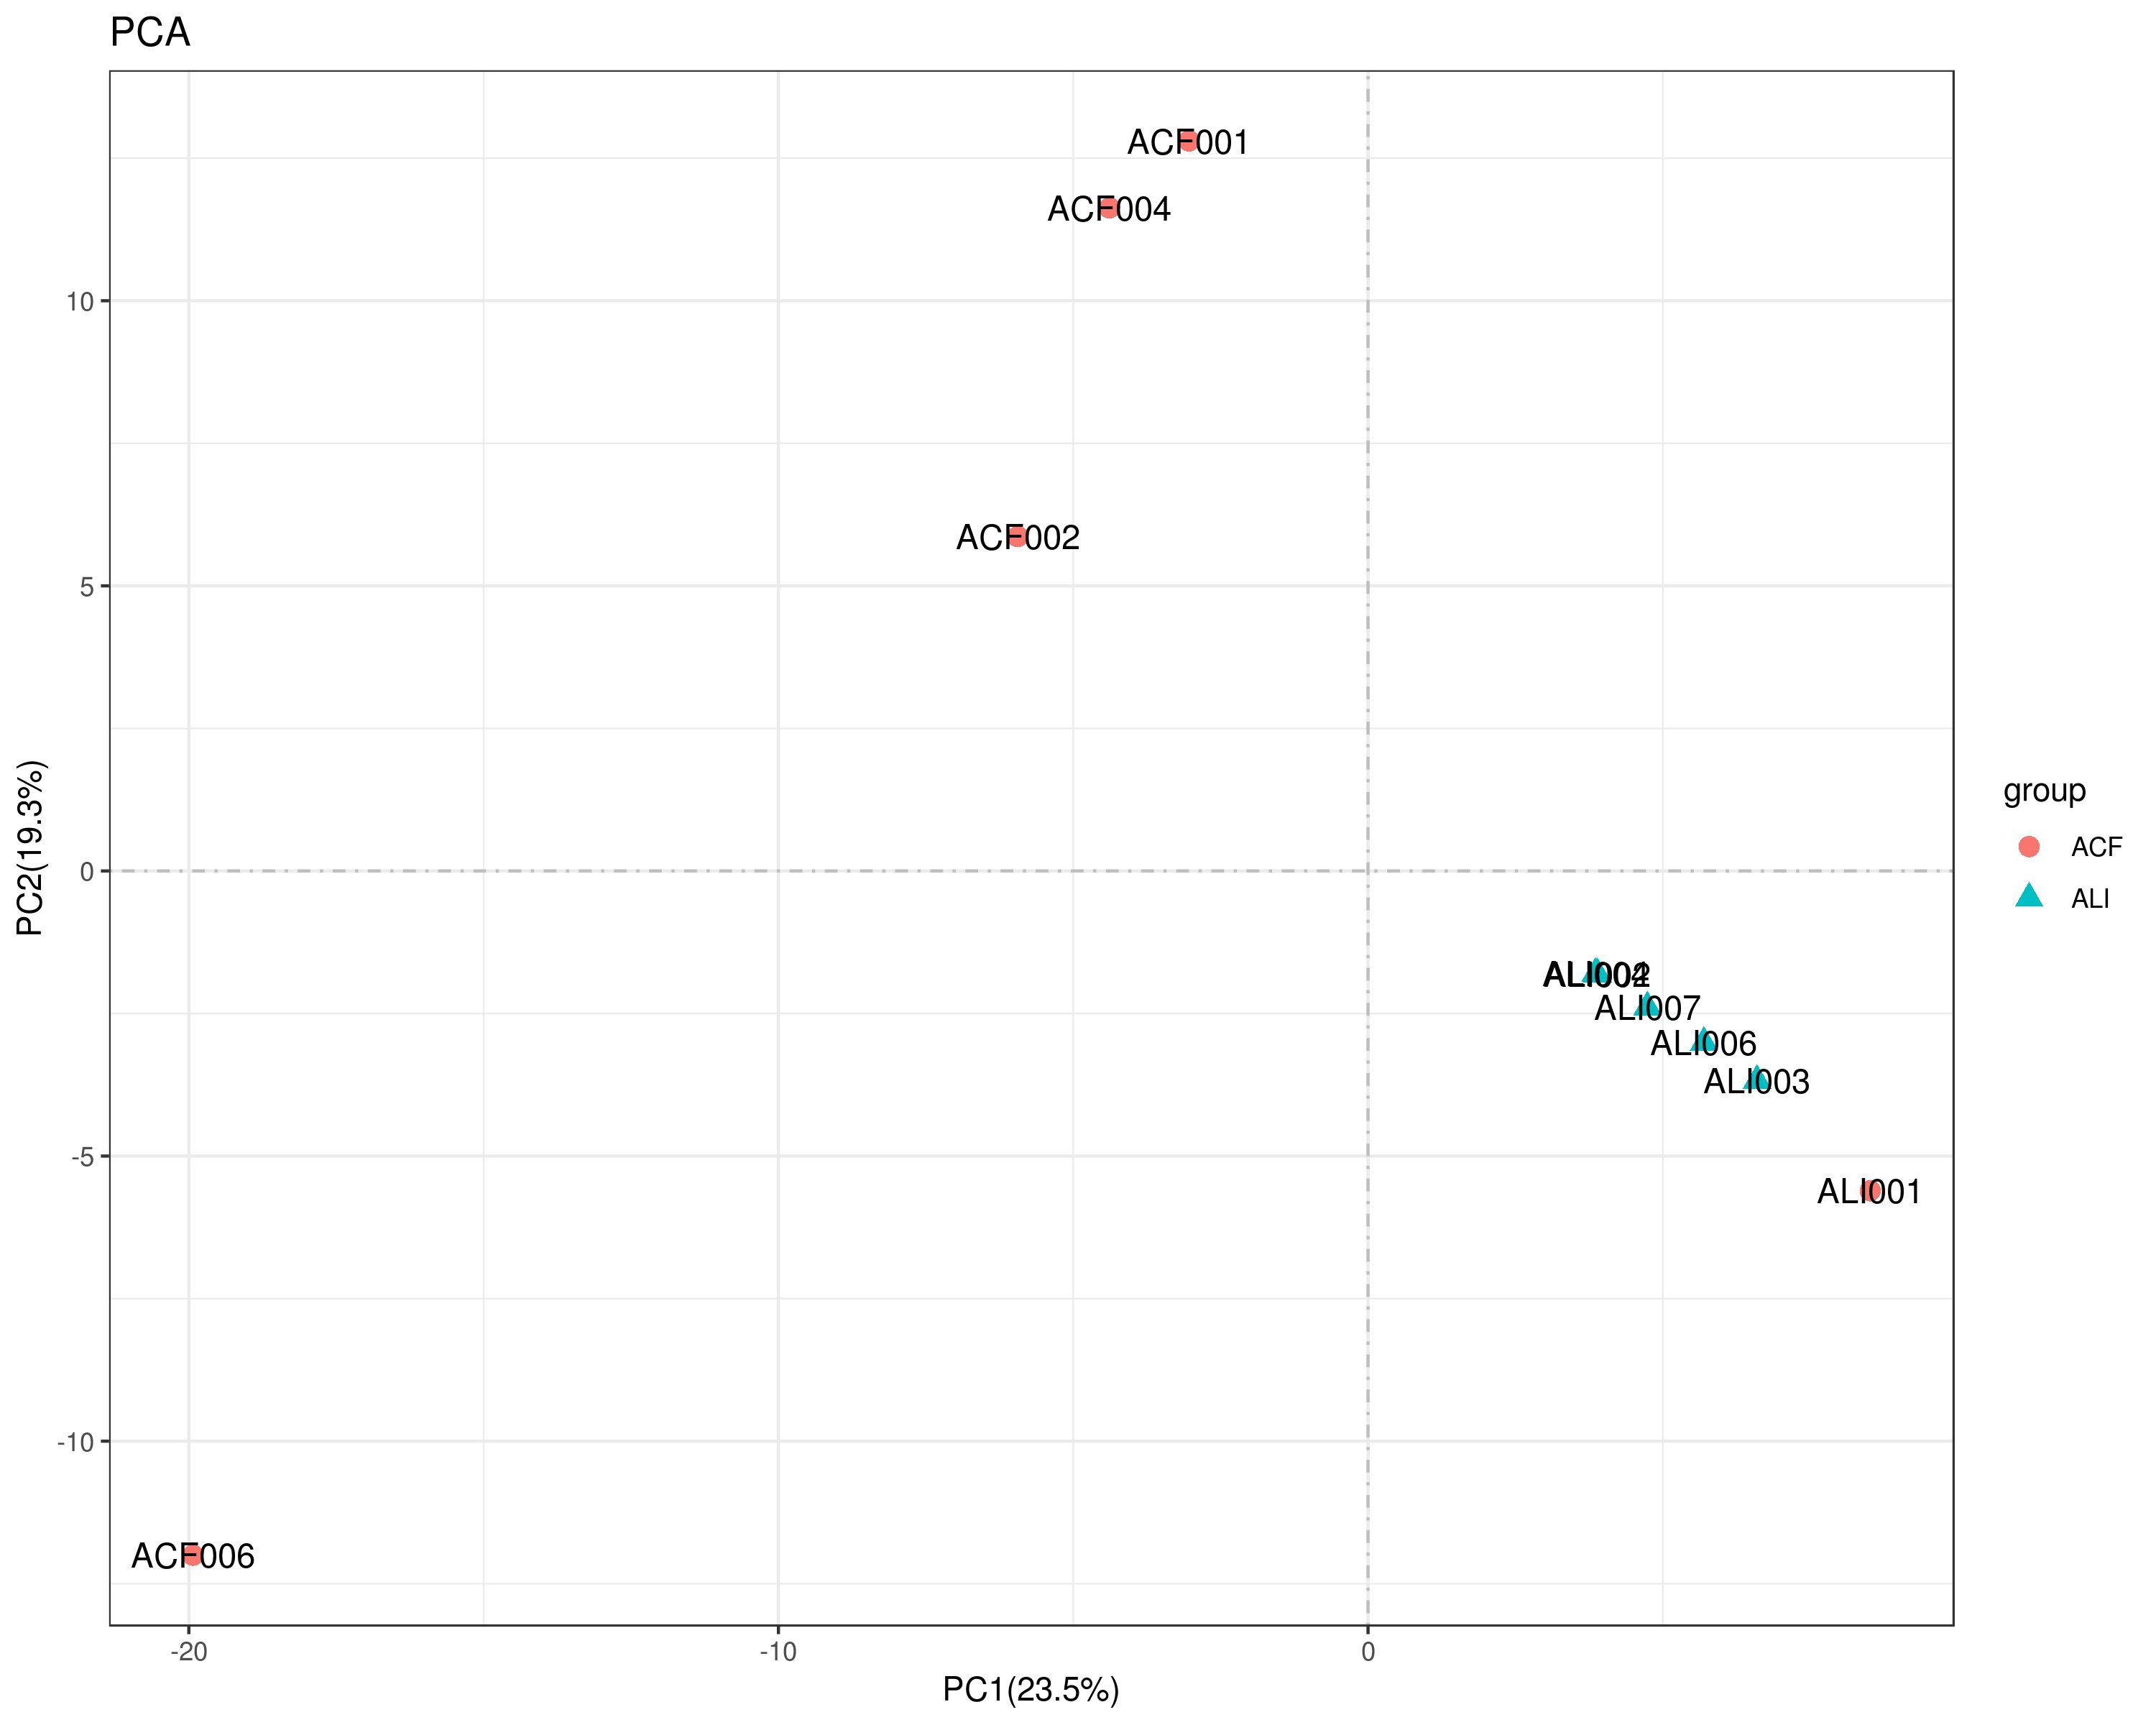 PCA
ACF001
ACF004
10
ACF002
5
PC2(19.3%)
group
ACF
0
ALI
ALI002
ALI007
ALI006
ALI003
-5
ALI001
-10
ACF006
-20
-10
0
PC1(23.5%)